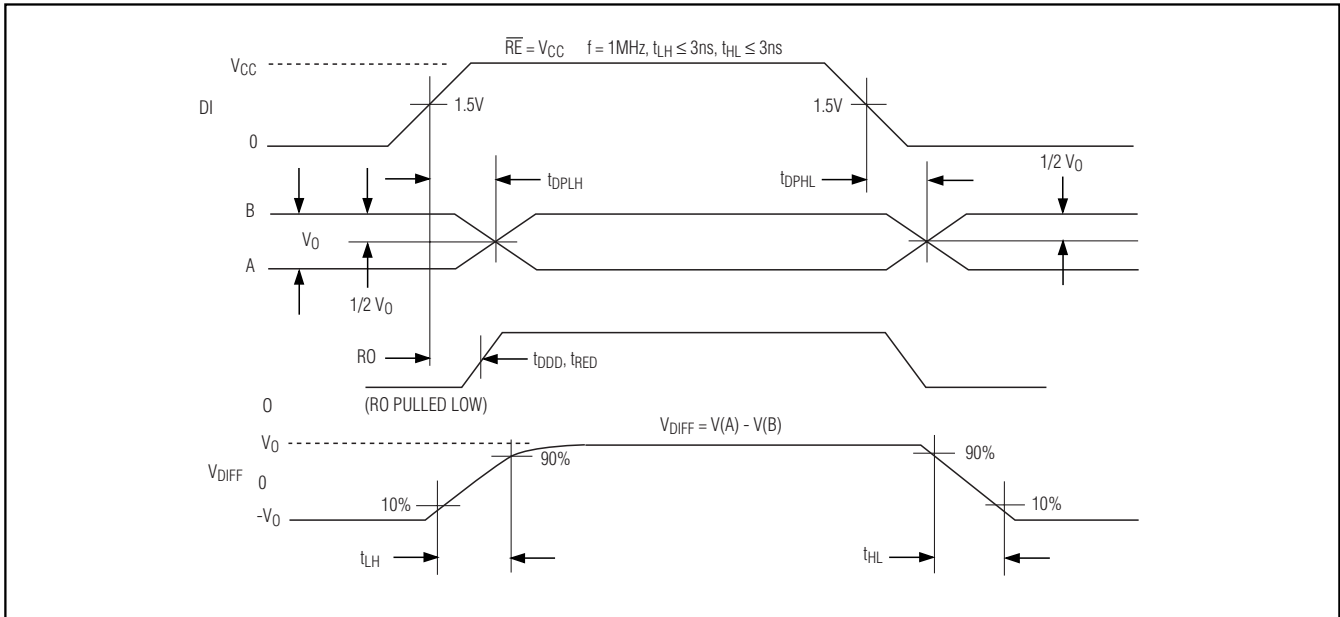 RE = VCC f = 1MHz, tLH ≤ 3ns, tHL ≤ 3ns
VCC
DI
1.5V
1.5V
0
1/2 VO
tDPLH
tDPHL
B
VO
A
1/2 VO
RO
tDDD, tRED
0
(RO PULLED LOW)
VDIFF = V(A) - V(B)
VO
90%
90%
VDIFF
0
10%
10%
-VO
tLH
tHL